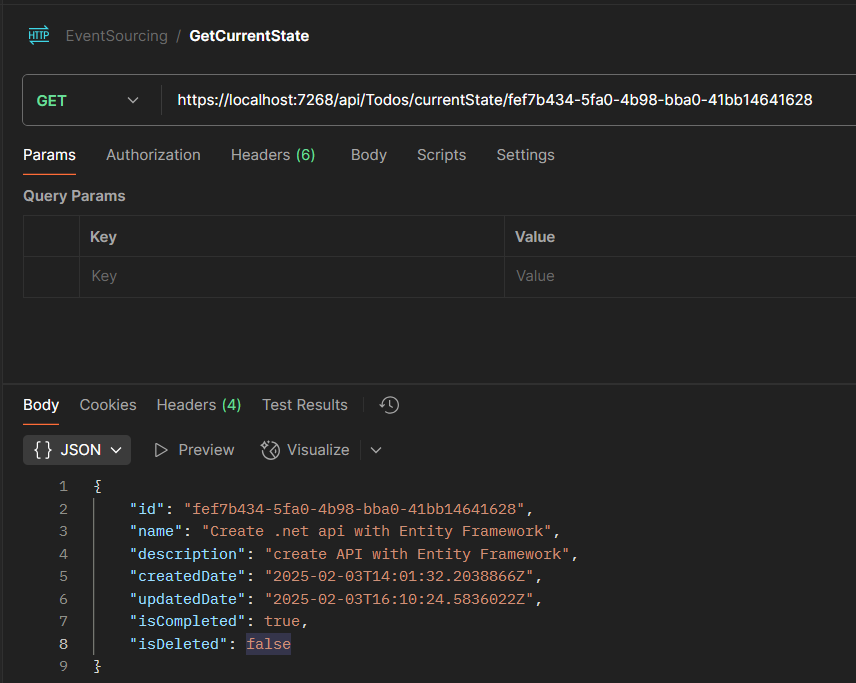 HTTP EventSourcing / GetCurrentState
GET https://localhost:7268/api/Todos/currentState/fef7b434-5fa0-4b98-bba0-41bb14641628
Params Authorization Headers (6) Body Scripts Settings
Query Params
Key Value
Key Value
Body Cookies Headers (4) Test Results
{} JSON Preview Visualize
1 {
2 "id": "fef7b434-5fa0-4b98-bba0-41bb14641628",
3 "name": "Create .net api with Entity Framework",
4 "description": "create API with Entity Framework",
5 "createdDate": "2025-02-03T14:01:32.2038866Z",
6 "updatedDate": "2025-02-03T16:10:24.5836022Z",
7 "isCompleted": true,
8 "isDeleted": false
9 }